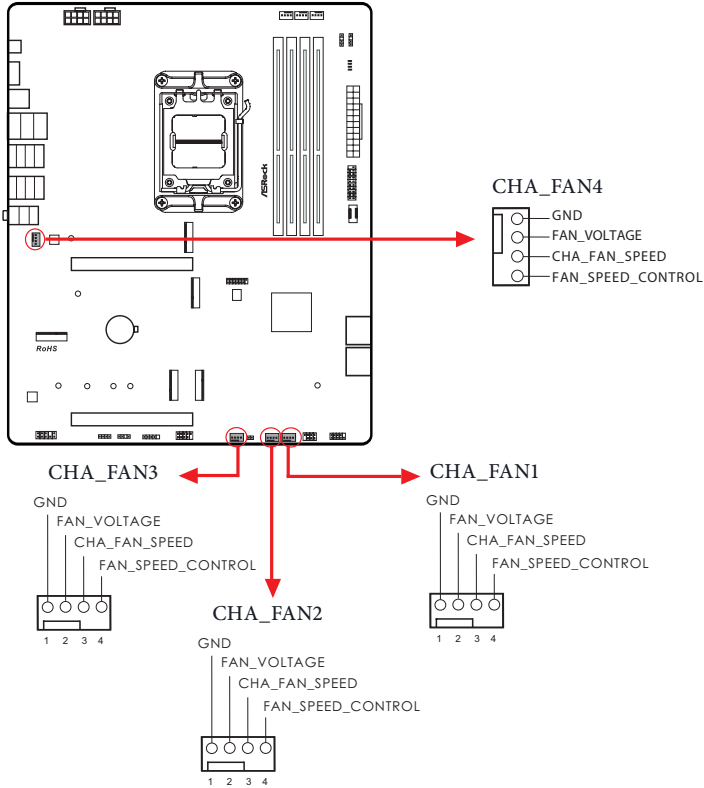 ASRock
RoHS
CHA_FAN4
GND
FAN_VOLTAGE
CHA_FAN_SPEED
FAN_SPEED_CONTROL
CHA_FAN3
GND
FAN_VOLTAGE
CHA_FAN_SPEED
FAN_SPEED_CONTROL
1 2 3 4
CHA_FAN2
GND
FAN_VOLTAGE
CHA_FAN_SPEED
FAN_SPEED_CONTROL
1 2 3 4
CHA_FAN1
GND
FAN_VOLTAGE
CHA_FAN_SPEED
FAN_SPEED_CONTROL
1 2 3 4